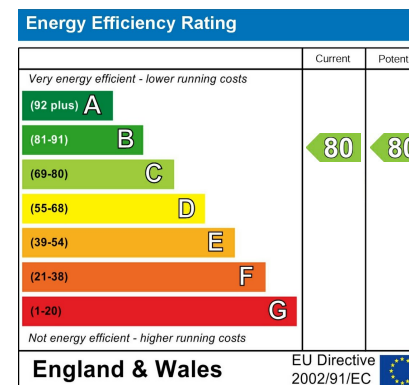 Energy Efficiency Rating
Current Potent
Very energy efficient - lower running costs
(92 plus) A
(81-91) B
80 80
(69-80) C
(55-68) D
(39-54) E
(21-38) F
(1-20) G
Not energy efficient - higher running costs
England & Wales
EU Directive
2002/91/EC